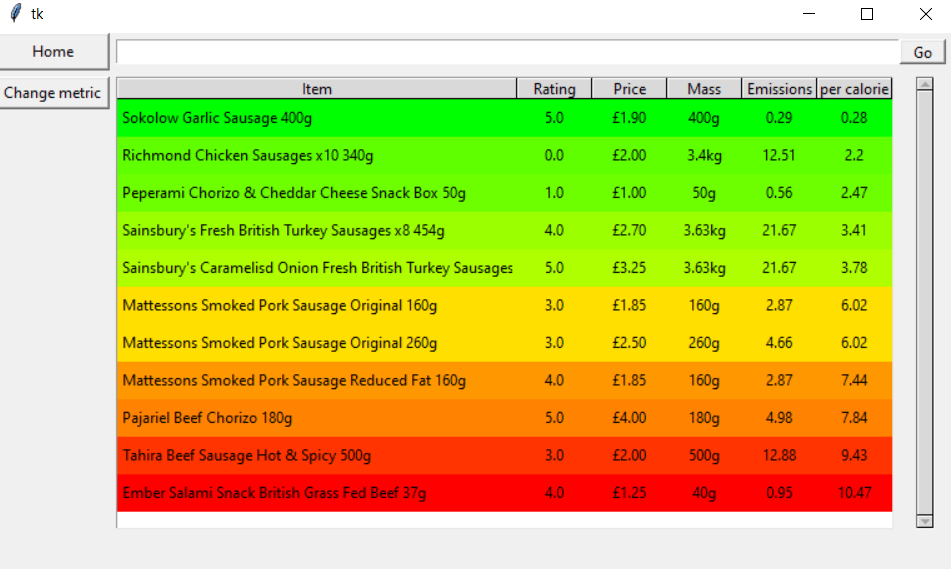 tk
Home
Go
Change metric
Item Rating Price Mass Emissions per calorie
Sokolow Garlic Sausage 400g 5.0 £1.90 400g 0.29 0.28
Richmond Chicken Sausages x10 340g 0.0 £2.00 3.4kg 12.51 2.2
Peperami Chorizo & Cheddar Cheese Snack Box 50g 1.0 £1.00 50g 0.56 2.47
Sainsbury's Fresh British Turkey Sausages x8 454g 4.0 £2.70 3.63kg 21.67 3.41
Sainsbury's Caramelisd Onion Fresh British Turkey Sausages 5.0 £3.25 3.63kg 21.67 3.78
Mattessons Smoked Pork Sausage Original 160g 3.0 £1.85 160g 2.87 6.02
Mattessons Smoked Pork Sausage Original 260g 3.0 £2.50 260g 4.66 6.02
Mattessons Smoked Pork Sausage Reduced Fat 160g 4.0 £1.85 160g 2.87 7.44
Pajariel Beef Chorizo 180g 5.0 £4.00 180g 4.98 7.84
Tahira Beef Sausage Hot & Spicy 500g 3.0 £2.00 500g 12.88 9.43
Ember Salami Snack British Grass Fed Beef 37g 4.0 £1.25 40g 0.95 10.47